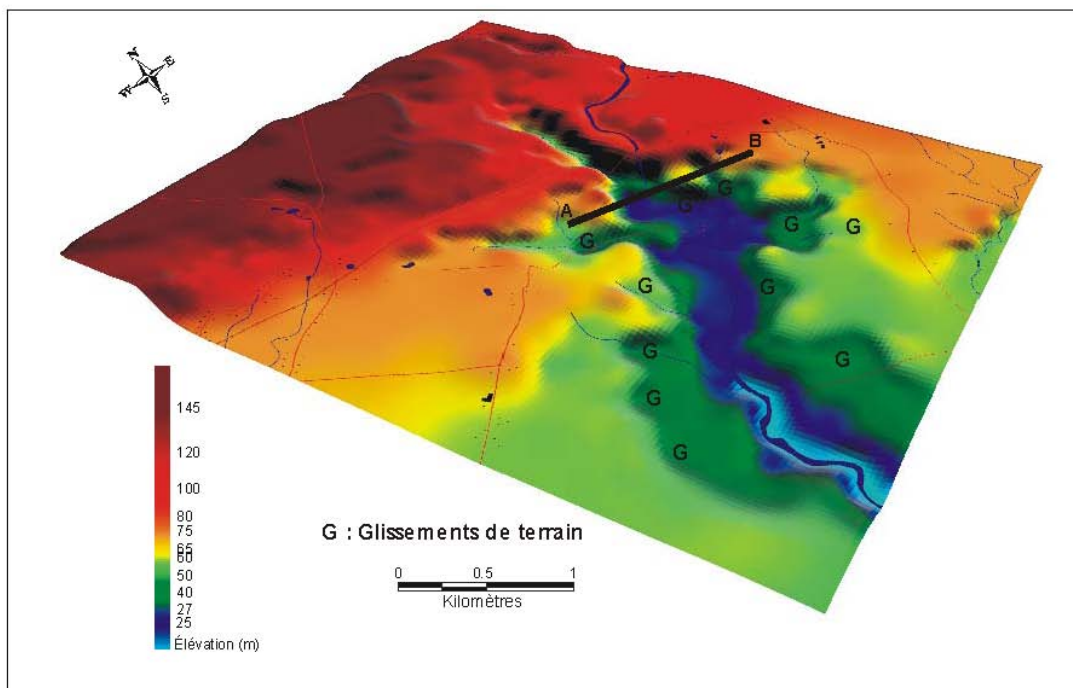 N
E
W
S
B
A
G
G
G
G
G
G
G
G
G
G
G
145
120
100
80
75
65
60
50
40
27
25
Élévation (m)
G : Glissements de terrain
0 0.5 1
Kilomètres